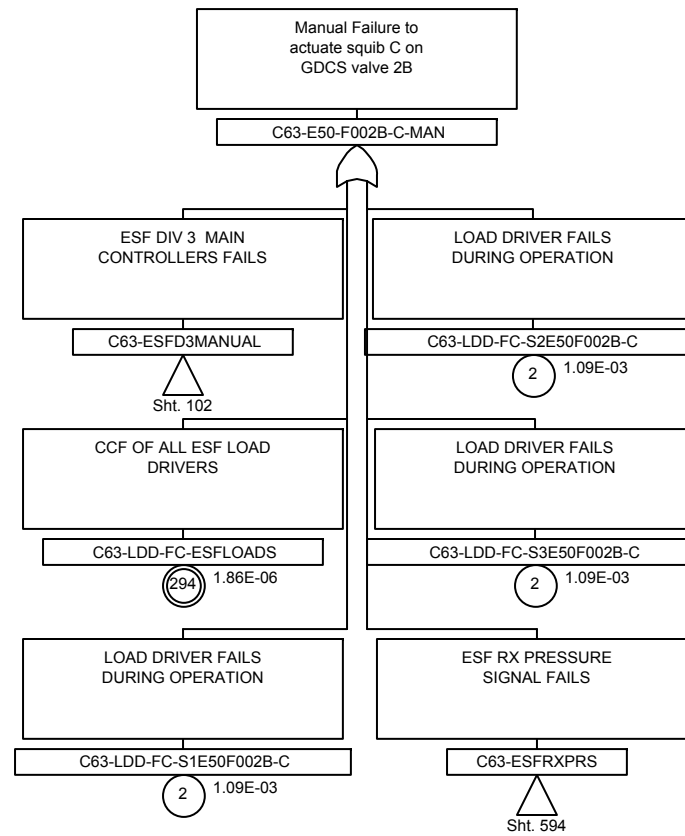 Manual Failure to
actuate squib C on
GDCS valve 2B
C63-E50-F002B-C-MAN
ESF DIV 3 MAIN
CONTROLLERS FAILS
C63-ESFD3MANUAL
Sht. 102
LOAD DRIVER FAILS
DURING OPERATION
C63-LDD-FC-S2E50F002B-C
2
1.09E-03
CCF OF ALL ESF LOAD
DRIVERS
C63-LDD-FC-ESFLOADS
294
1.86E-06
LOAD DRIVER FAILS
DURING OPERATION
C63-LDD-FC-S3E50F002B-C
2
1.09E-03
LOAD DRIVER FAILS
DURING OPERATION
C63-LDD-FC-S1E50F002B-C
2
1.09E-03
ESF RX PRESSURE
SIGNAL FAILS
C63-ESFRXPRS
Sht. 594